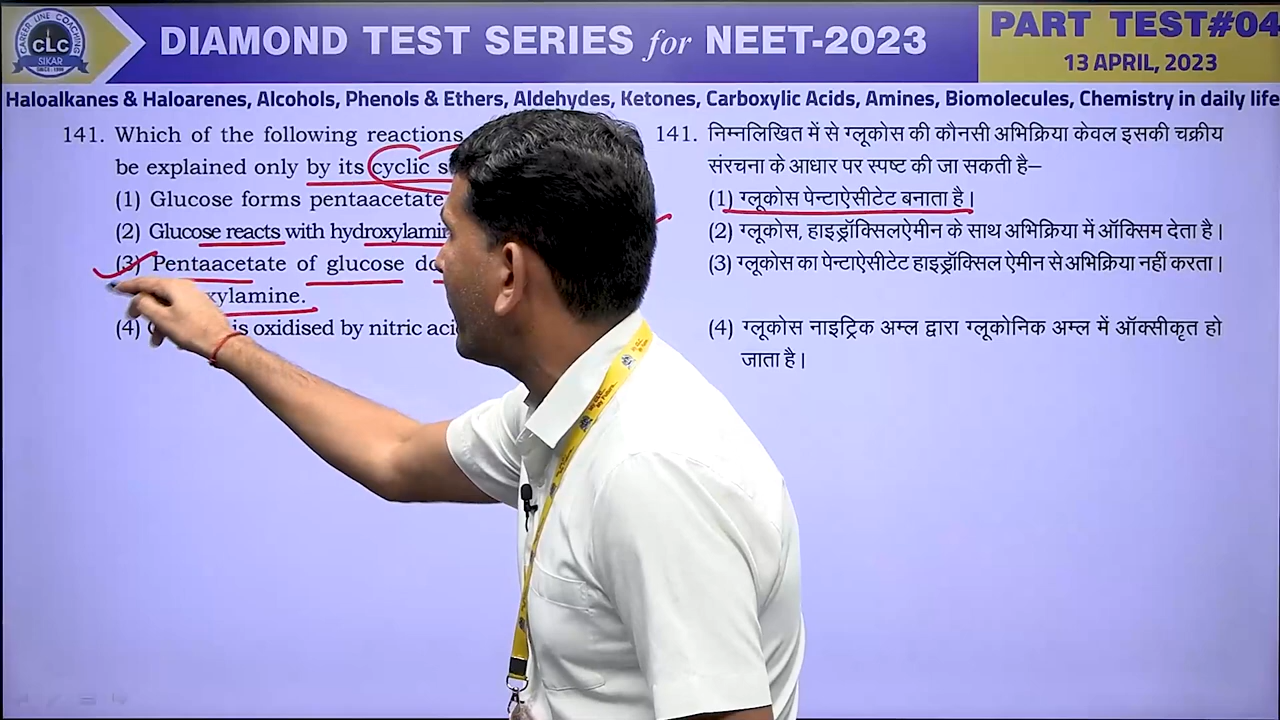 CAREER LINE COACHING
CLC
SIKAR
SINCE - 1996
DIAMOND TEST SERIES for NEET-2023
PART TEST#04
13 APRIL, 2023
Haloalkanes & Haloarenes, Alcohols, Phenols & Ethers, Aldehydes, Ketones, Carboxylic Acids, Amines, Biomolecules, Chemistry in daily life
141. Which of the following reactions
be explained only by its cyclic s
(1) Glucose forms pentaacetate
(2) Glucose reacts with hydroxylamin
(3) Pentaacetate of glucose do
xylamine.
(4) is oxidised by nitric acid
141. निम्नलिखित में से ग्लूकोस की कौनसी अभिक्रिया केवल इसकी चक्रीय
संरचना के आधार पर स्पष्ट की जा सकती है–
(1) ग्लूकोस पेन्टाऐसीटेट बनाता है।
(2) ग्लूकोस, हाइड्रॉक्सिलऐमीन के साथ अभिक्रिया में ऑक्सिम देता है।
(3) ग्लूकोस का पेन्टाऐसीटेट हाइड्रॉक्सिल ऐमीन से अभिक्रिया नहीं करता।
(4) ग्लूकोस नाइट्रिक अम्ल द्वारा ग्लूकोनिक अम्ल में ऑक्सीकृत हो
जाता है।